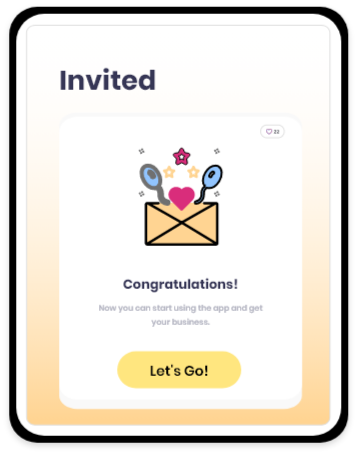 Invited
22
Congratulations!
Now you can start using the app and get
your business.
Let's Go!